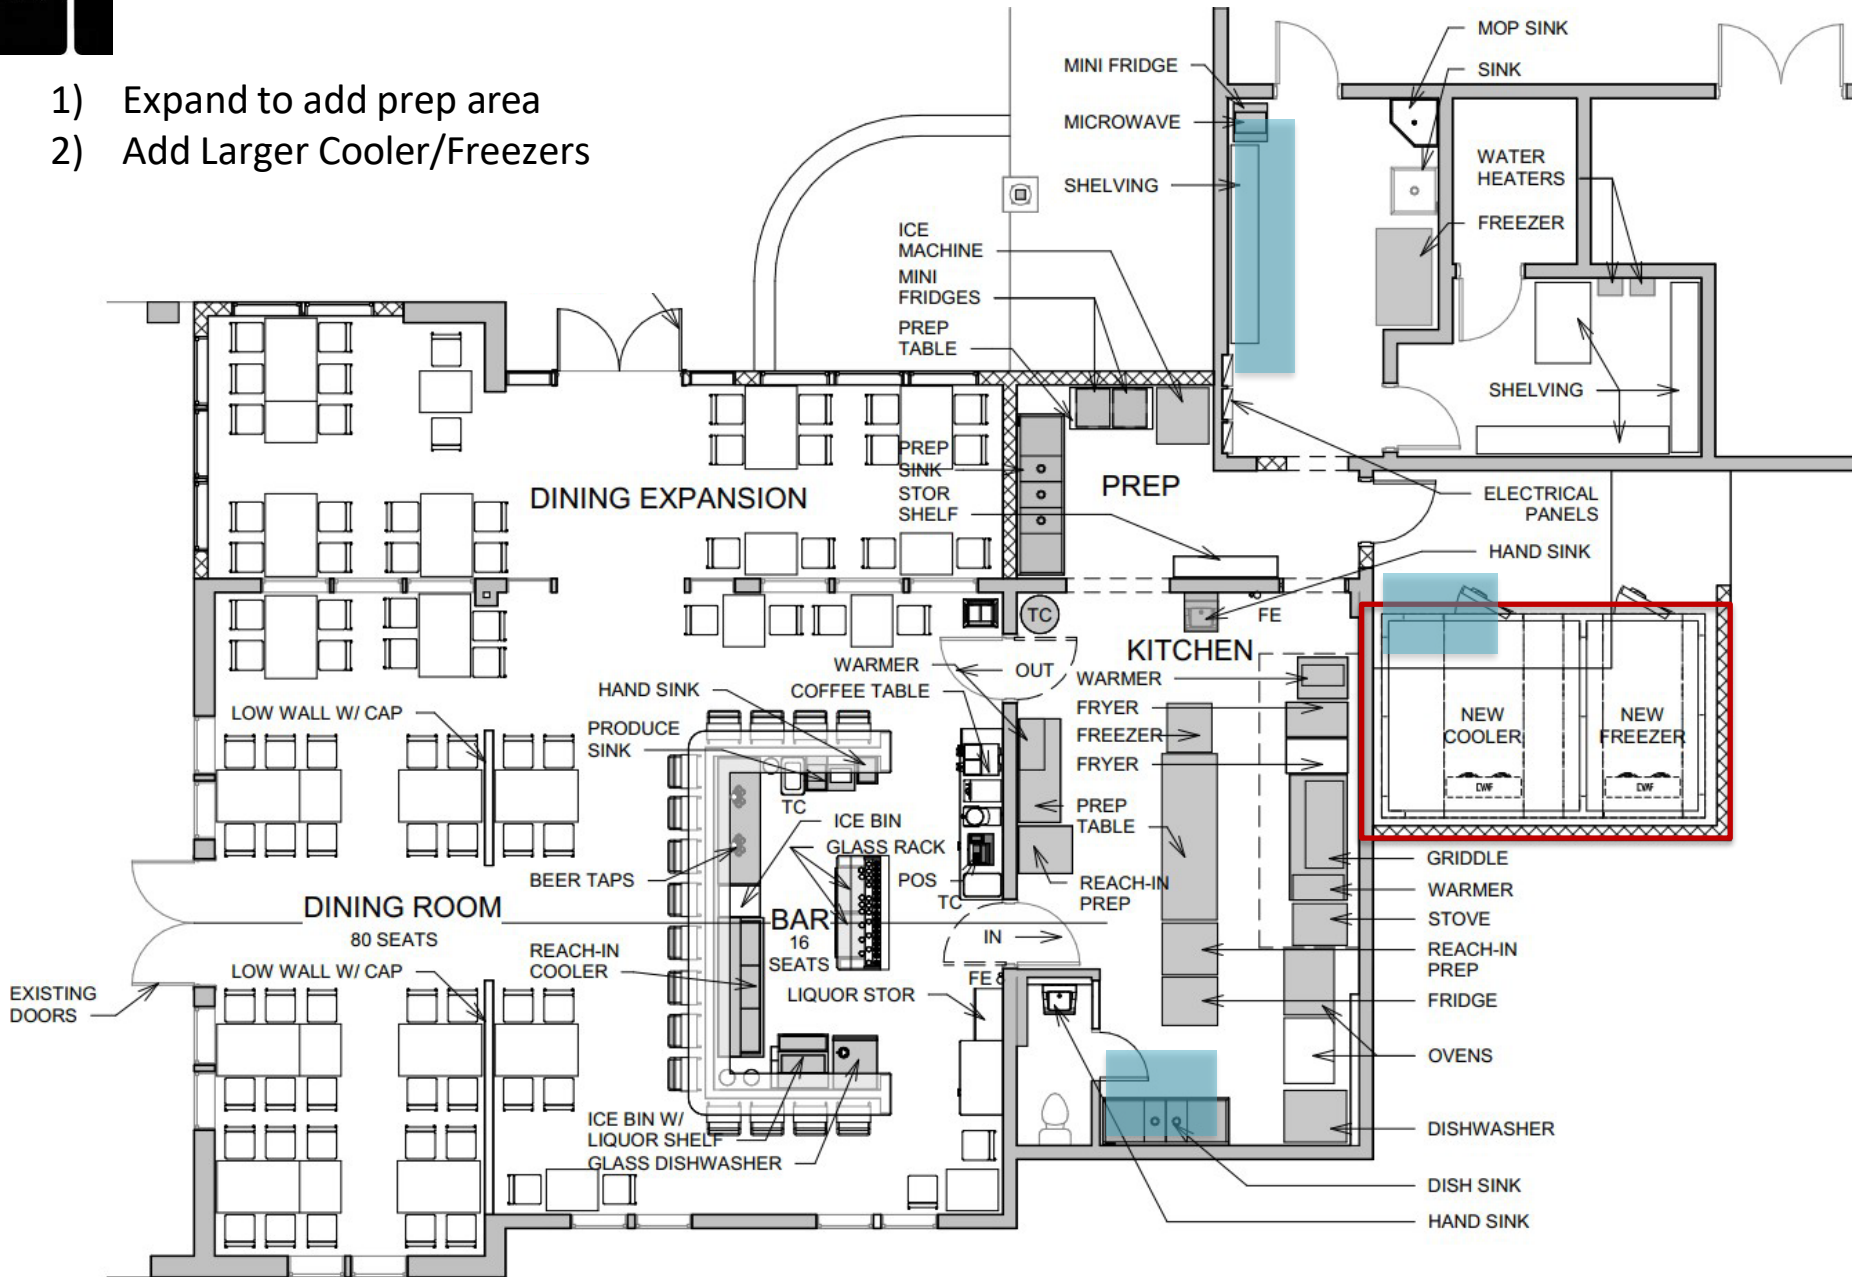 1) Expand to add prep area
2) Add Larger Cooler/Freezers
MOP SINK
MINI FRIDGE
SINK
MICROWAVE
WATER
HEATERS
SHELVING
FREEZER
ICE
MACHINE
MINI
FRIDGES
PREP
TABLE
SHELVING
PREP
SINK
STOR
SHELF
DINING EXPANSION
PREP
ELECTRICAL
PANELS
HAND SINK
TC
FE
KITCHEN
OUT
WARMER
COFFEE TABLE
WARMER
HAND SINK
FRYER
LOW WALL W/ CAP
PRODUCE
SINK
FREEZER
FRYER
NEW
COOLER
NEW
FREEZER
CWF
CWF
TC
PREP
TABLE
ICE BIN
GLASS RACK
GRIDDLE
BEER TAPS
POS
REACH-IN
PREP
WARMER
TC
DINING ROOM
80 SEATS
BAR
16
SEATS
STOVE
IN
REACH-IN
COOLER
REACH-IN
PREP
LOW WALL W/ CAP
FE
EXISTING
DOORS
LIQUOR STOR
FRIDGE
OVENS
ICE BIN W/
LIQUOR SHELF
GLASS DISHWASHER
DISHWASHER
DISH SINK
HAND SINK